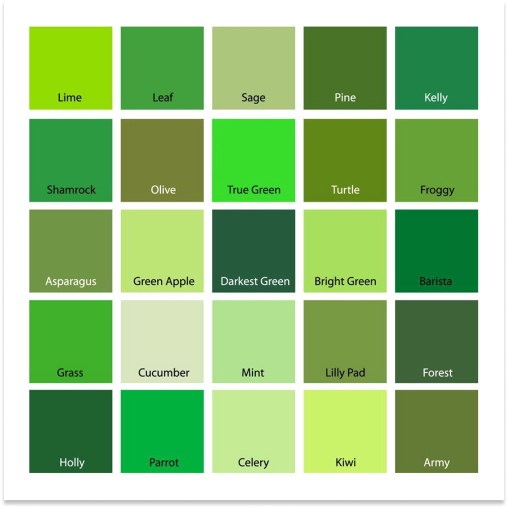 Lime
Leaf
Sage
Pine
Kelly
Shamrock
Olive
True Green
Turtle
Froggy
Asparagus
Green Apple
Darkest Green
Bright Green
Barista
Grass
Cucumber
Mint
Lilly Pad
Forest
Holly
Parrot
Celery
Kiwi
Army